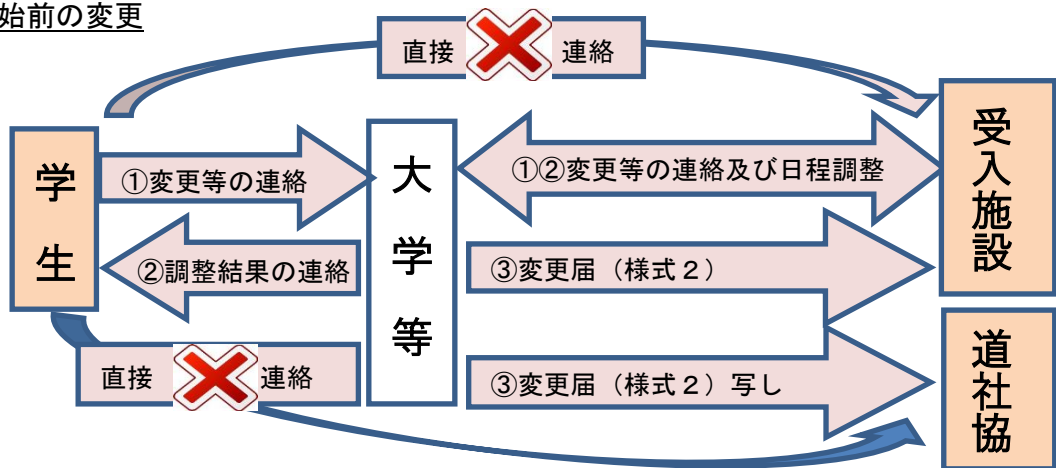 始前の変更
直接 連絡
学生
大学等
受入施設
道社協
①変更等の連絡
①②変更等の連絡及び日程調整
②調整結果の連絡
③変更届（様式２）
直接 連絡
③変更届（様式２）写し